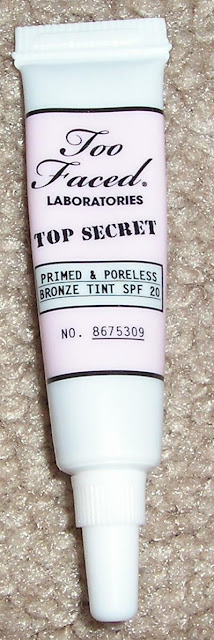 Too
Faced®
LABORATORIES
TOP SECRET
PRIMED & PORELESS
BRONZE TINT SPF 20
NO. 8675309